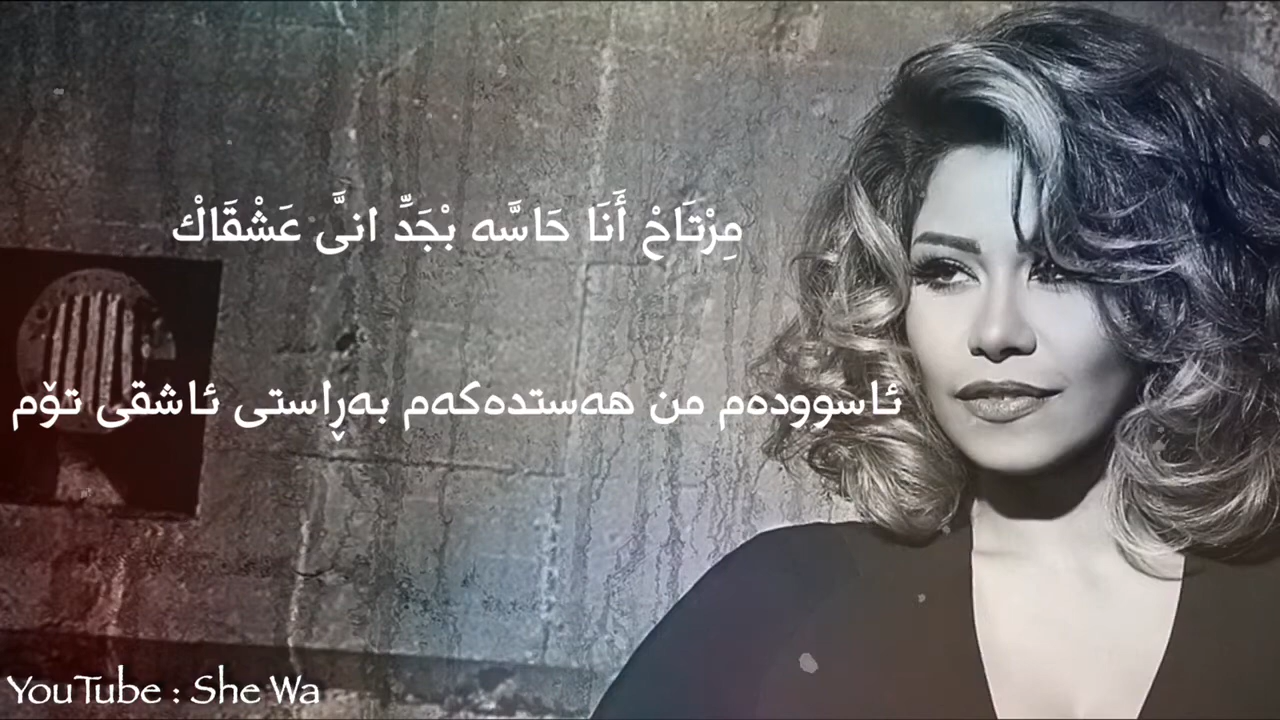 مِرْتَاحْ أَنَا حَاسَّه بْجَدِّ انىَّ عَشْقَاكْ
ئاسوودەم من هەستدەکەم بەڕاستی ئاشقی تۆم
YouTube : She Wa